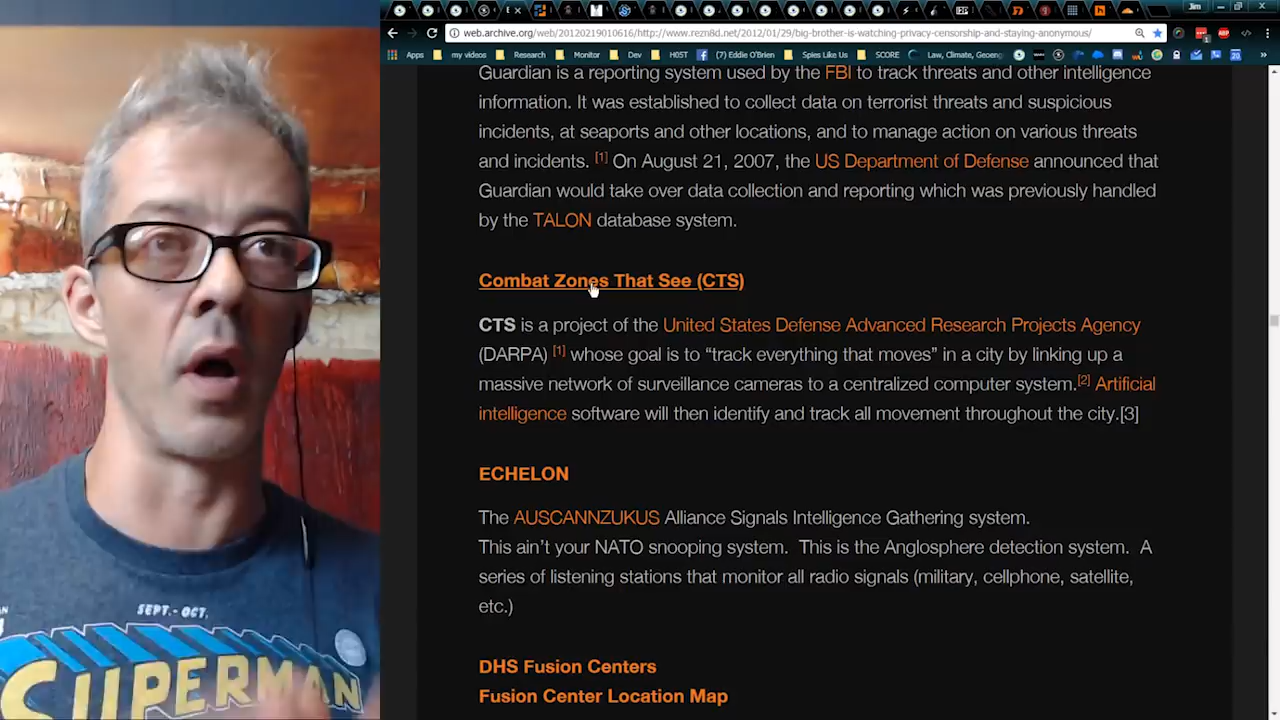 Jim
web.archive.org/web/20120219010616/http://www.rezn8d.net/2012/01/29/big-brother-is-watching-privacy-censorship-and-staying-anonymous/
Apps my videos Research Monitor Dev H0ST (7) Eddie O'Brien Spies Like Us SCORE Law, Climate, Geoeng
Guardian is a reporting system used by the FBI to track threats and other intelligence
information. It was established to collect data on terrorist threats and suspicious
incidents, at seaports and other locations, and to manage action on various threats
and incidents. [1] On August 21, 2007, the US Department of Defense announced that
Guardian would take over data collection and reporting which was previously handled
by the TALON database system.
Combat Zones That See (CTS)
CTS is a project of the United States Defense Advanced Research Projects Agency
(DARPA) [1] whose goal is to “track everything that moves” in a city by linking up a
massive network of surveillance cameras to a centralized computer system.[2] Artificial
intelligence software will then identify and track all movement throughout the city.[3]
ECHELON
The AUSCANNZUKUS Alliance Signals Intelligence Gathering system.
This ain’t your NATO snooping system. This is the Anglosphere detection system. A
series of listening stations that monitor all radio signals (military, cellphone, satellite,
etc.)
DHS Fusion Centers
Fusion Center Location Map
SEPT.-OCT.
SUPERMAN